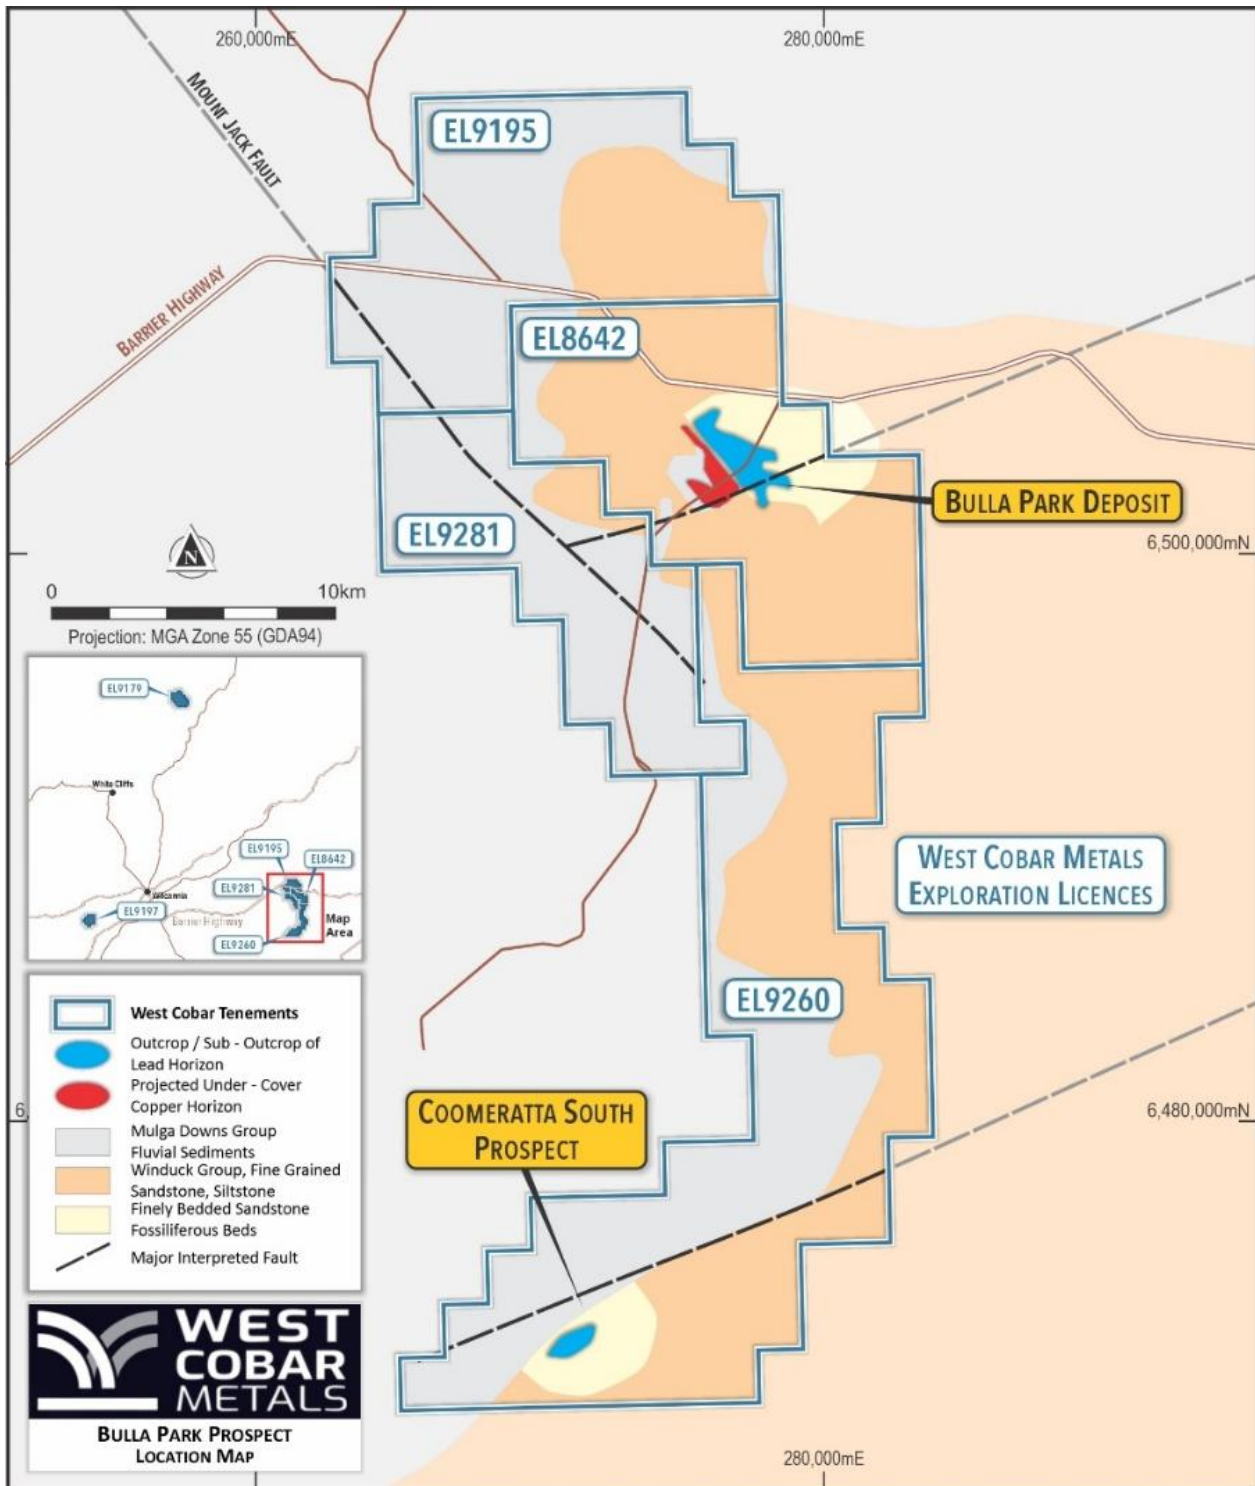 260,000mE
280,000mE
MOUNT JACK FAULT
EL9195
BARRIER HIGHWAY
EL8642
BULLA PARK DEPOSIT
EL9281
6,500,000mN
N
0 10km
Projection: MGA Zone 55 (GDA94)
EL9179
White Cliffs
EL9195
EL8642
EL9281
EL9197
Barrier Highway
Map
Area
EL9260
WEST COBAR METALS
EXPLORATION LICENCES
EL9260
West Cobar Tenements
Outcrop / Sub - Outcrop of
Lead Horizon
Projected Under - Cover
Copper Horizon
Mulga Downs Group
Fluvial Sediments
Winduck Group, Fine Grained
Sandstone, Siltstone
Finely Bedded Sandstone
Fossiliferous Beds
Major Interpreted Fault
6,
6,480,000mN
COOMERATTA SOUTH
PROSPECT
WEST
COBAR
METALS
BULLA PARK PROSPECT
LOCATION MAP
280,000mE